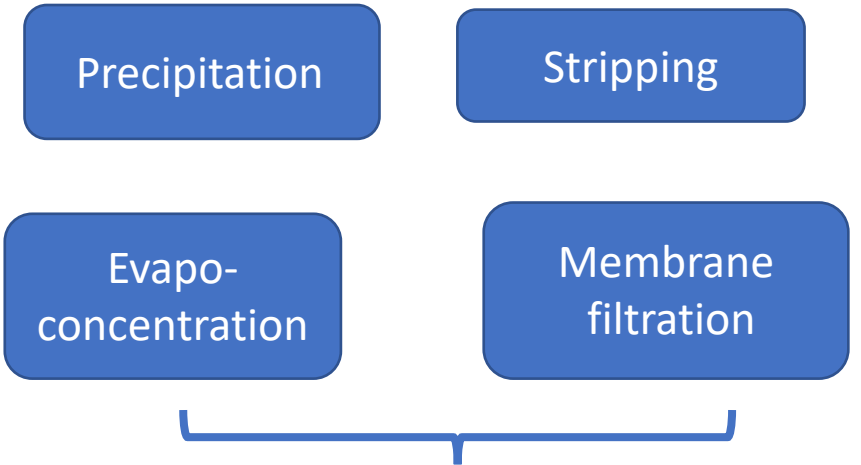 Precipitation
Stripping
Evapo-
concentration
Membrane
filtration